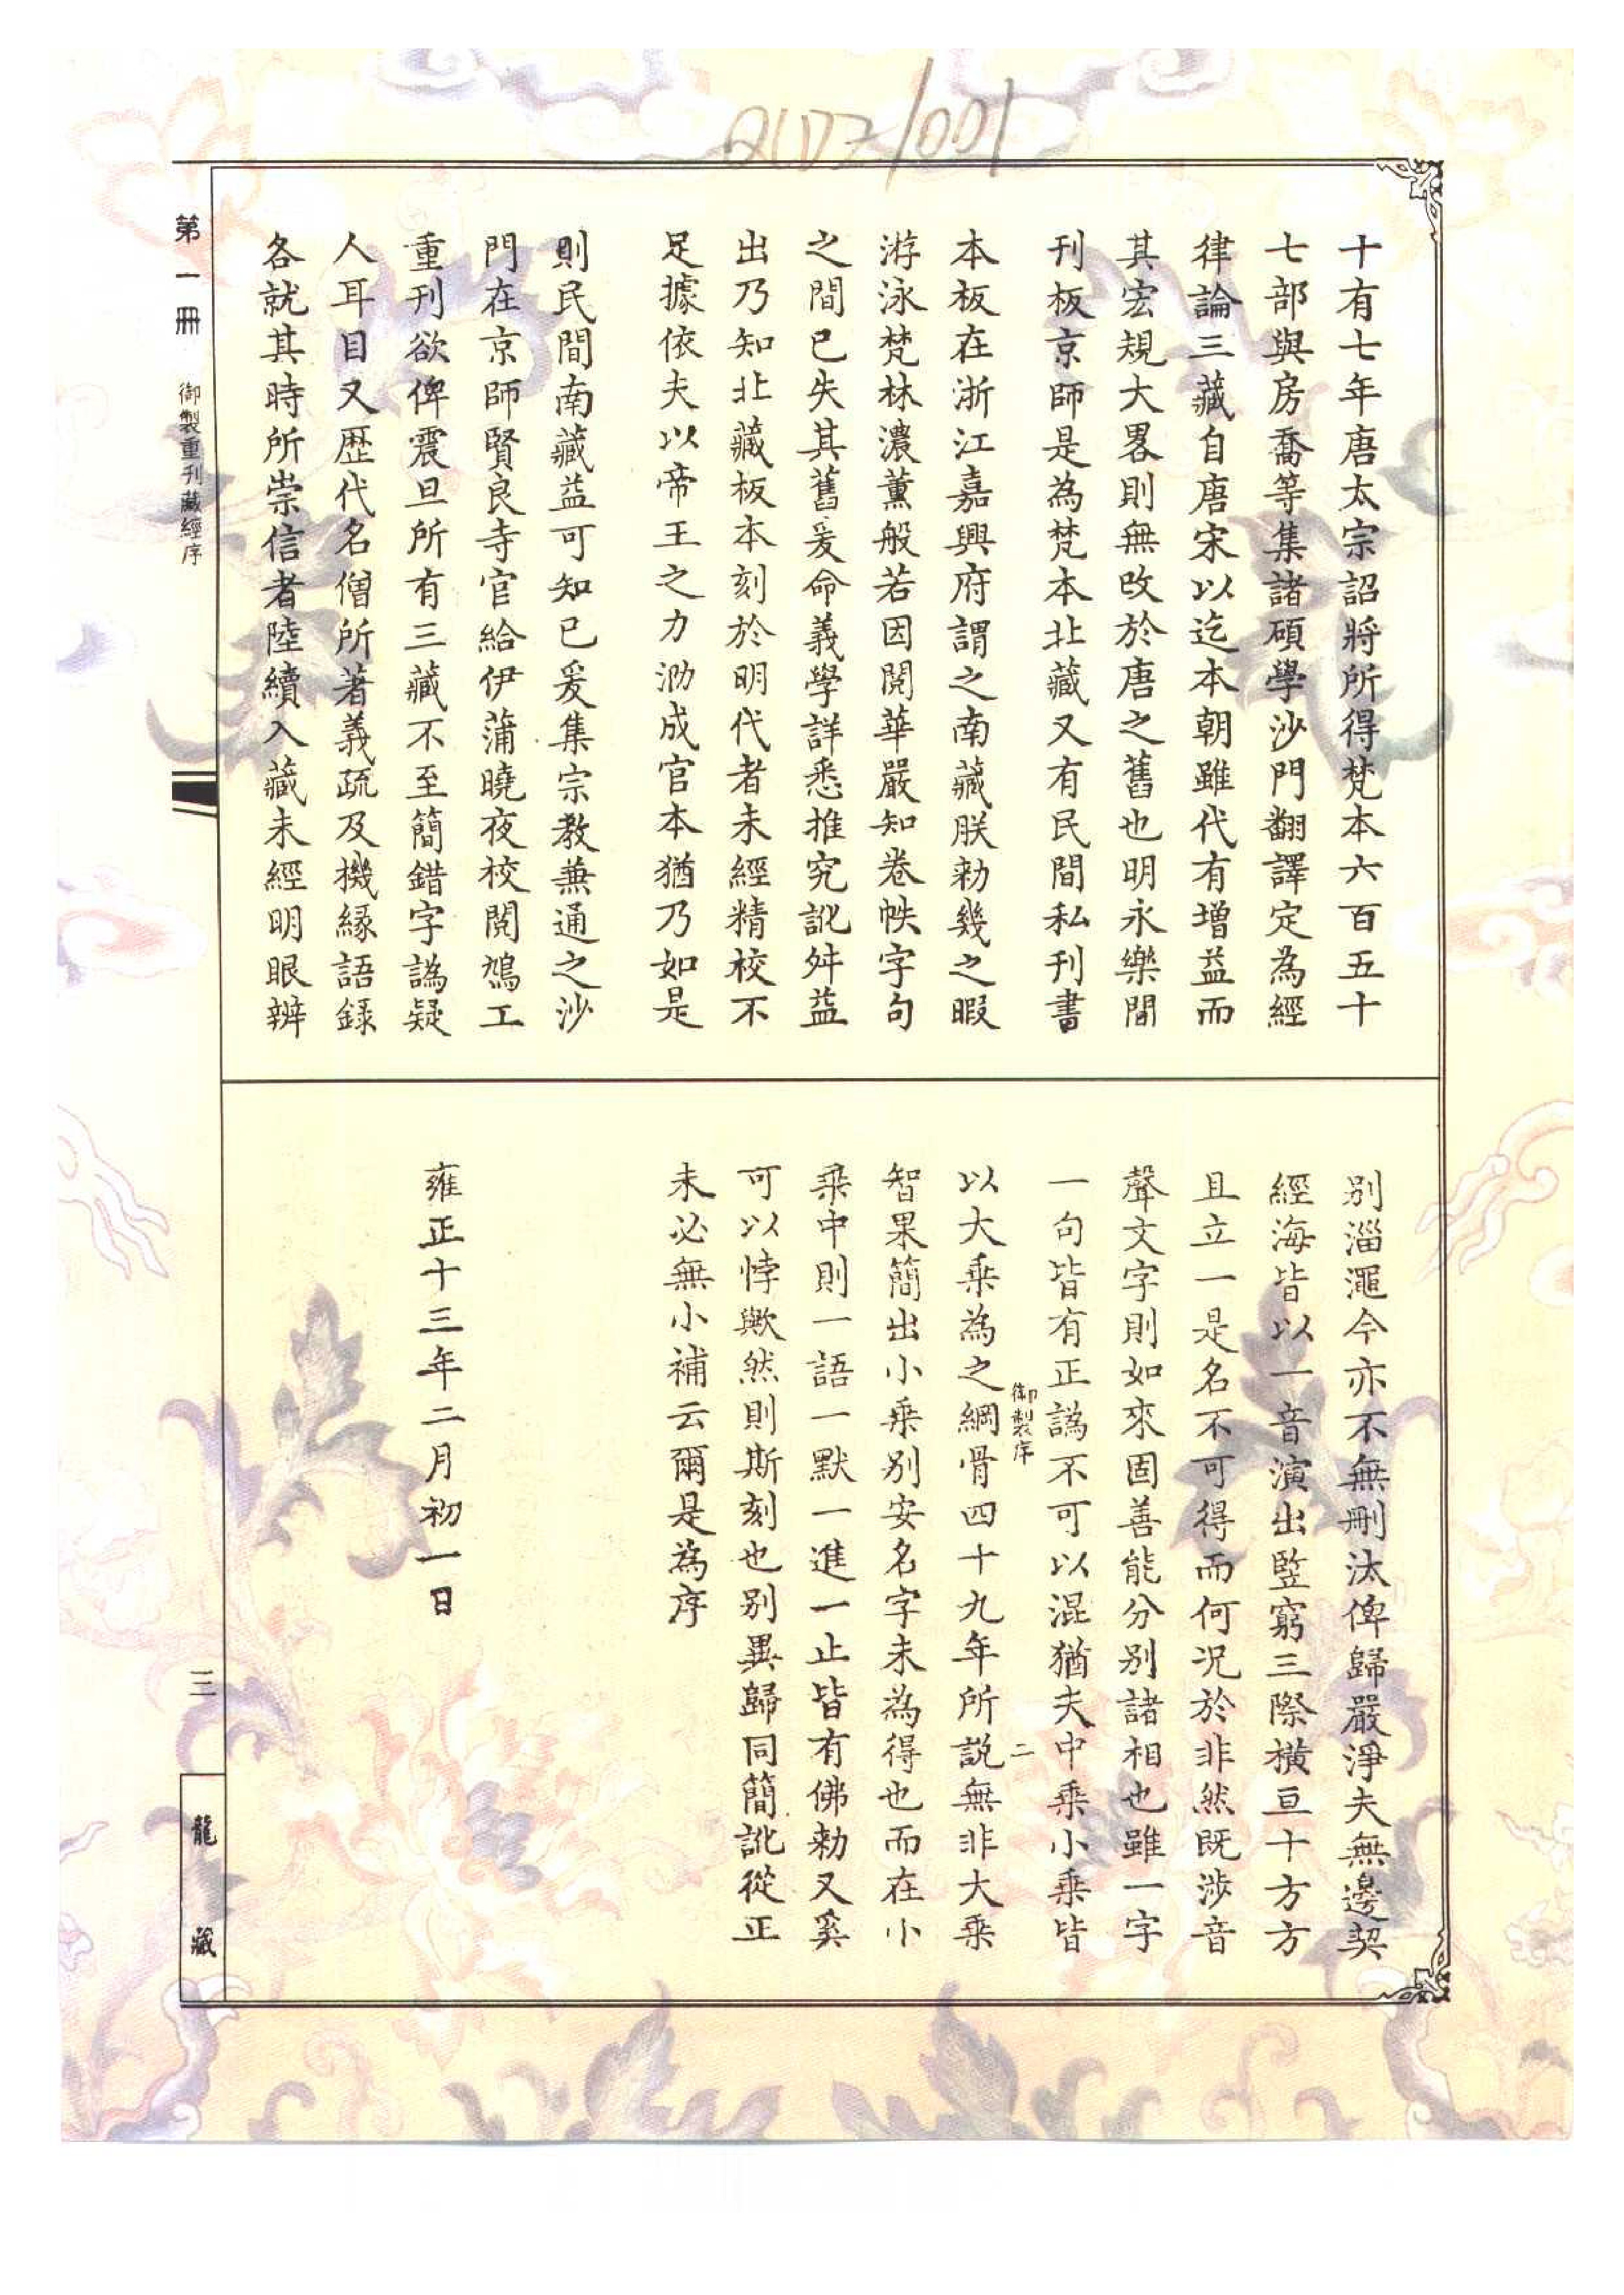 十有七年唐太宗詔將所得梵本六百五十
七部與房喬等集諸碩學沙門翻譯定為經
律論三藏自唐宋以迄本朝雖代有增益而
其宏規大畧則無改於唐之舊也明永樂間
刊板京師是為梵本北藏又有民間私刊書
本板在浙江嘉興府謂之南藏朕勑幾之暇
游泳梵林濃薰般若因閱華嚴知卷帙字句
之間已失其舊爰命義學詳悉推究訛舛益
出乃知北藏板本刻於明代者未經精校不
足據依夫以帝王之力泐成官本猶乃如是
則民間南藏益可知已爰集宗教兼通之沙
門在京師賢良寺官給伊蒲曉夜校閱鳩工
重刊欲俾震旦所有三藏不至簡錯字譌疑
人耳目又歷代名僧所著義疏及機緣語錄
各就其時所崇信者陸續入藏未經明眼辨
別淄澠今亦不無刪汰俾歸嚴淨夫無邊契
經海皆以一音演出竪窮三際橫亘十方方
且立一是名不可得而何況於非然既涉音
聲文字則如來固善能分別諸相也雖一字
一句皆有正譌不可以混猶夫中乘小乘皆
御製序 二
以大乘為之綱骨四十九年所說無非大乘
智果簡出小乘別安名字未為得也而在小
乘中則一語一默一進一止皆有佛勑又奚
可以悖歟然則斯刻也別異歸同簡訛從正
未必無小補云爾是為序
雍正十三年二月初一日
第一冊 御製重刊藏經序
三
龍藏